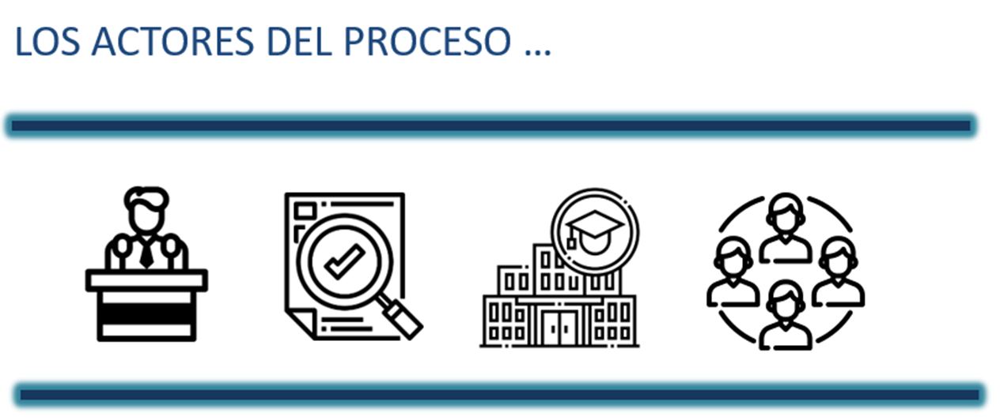 LOS ACTORES DEL PROCESO ...